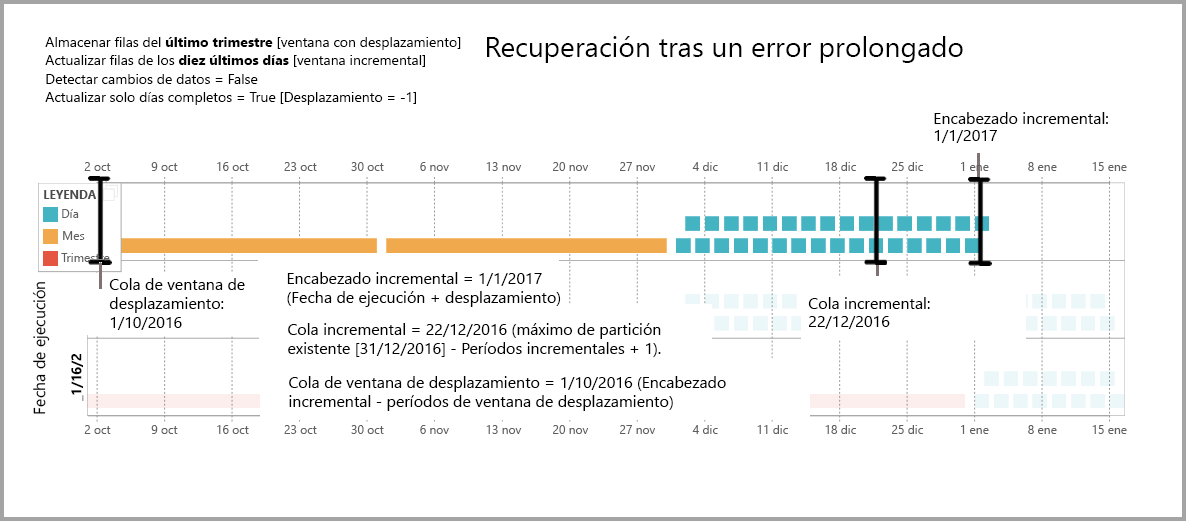 Almacenar filas del último trimestre [ventana con desplazamiento]
Actualizar filas de los diez últimos días [ventana incremental]
Detectar cambios de datos = False
Actualizar solo días completos = True [Desplazamiento = -1]
Recuperación tras un error prolongado
Encabezado incremental:
1/1/2017
2 oct 9 oct 16 oct 23 oct 30 oct 6 nov 13 nov 20 nov 27 nov 4 dic 11 dic 18 dic 25 dic 1 ene 8 ene 15 ene
LEYENDA
Día
Mes
Trimestre
Cola de ventana de
desplazamiento:
1/10/2016
Encabezado incremental = 1/1/2017
(Fecha de ejecución + desplazamiento)
Cola incremental = 22/12/2016 (máximo de partición
existente [31/12/2016] - Períodos incrementales + 1).
Cola de ventana de desplazamiento = 1/10/2016 (Encabezado
incremental - períodos de ventana de desplazamiento)
Cola incremental:
22/12/2016
Fecha de ejecución
1/16/2
2 oct 9 oct 16 oct 23 oct 30 oct 6 nov 13 nov 20 nov 27 nov 4 dic 11 dic 18 dic 25 dic 1 ene 8 ene 15 ene